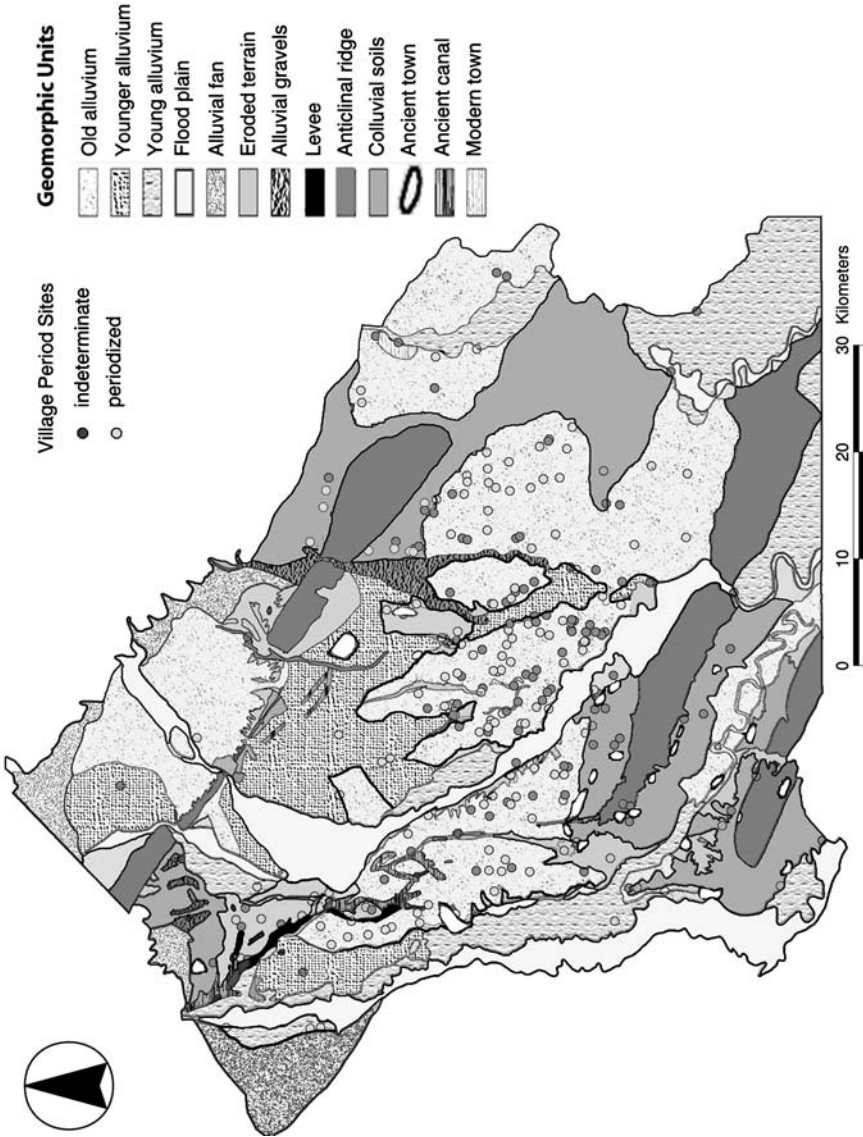 Geomorphic Units
Old alluvium
Younger alluvium
Young alluvium
Flood plain
Alluvial fan
Eroded terrain
Alluvial gravels
Levee
Anticlinal ridge
Colluvial soils
Ancient town
Ancient canal
Modern town
Village Period Sites
indeterminate
periodized
0 10 20 30
Kilometers